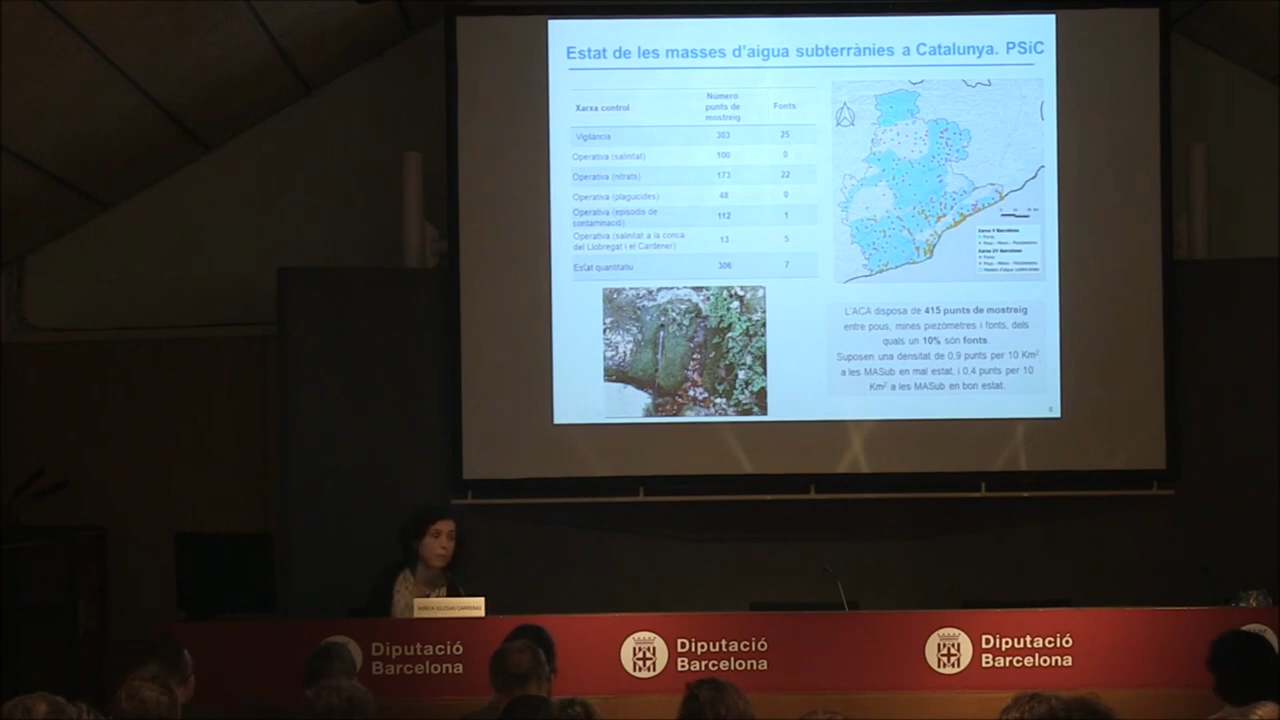 Estat de les masses d'aigua subterrànies a Catalunya. PSiC
Xarxa control
Número
punts de
mostreig
Fonts
Vigilància 303 25
Operativa (salinitat) 100 0
Operativa (nitrats) 173 22
Operativa (plaguicides) 48 0
Operativa (episodis de
contaminació) 112 1
Operativa (salinitat a la conca
del Llobregat i el Cardener) 13 5
Estat quantitatiu 306 7
L'ACA disposa de 415 punts de mostreig
entre pous, mines piezòmetres i fonts, dels
quals un 10% són fonts.
Suposen una densitat de 0,9 punts per 10 Km²
a les MASub en mal estat, i 0,4 punts per 10
Km² a les MASub en bon estat.
8
Diputació
Barcelona
Diputació
Barcelona
Diputació
Barcelona